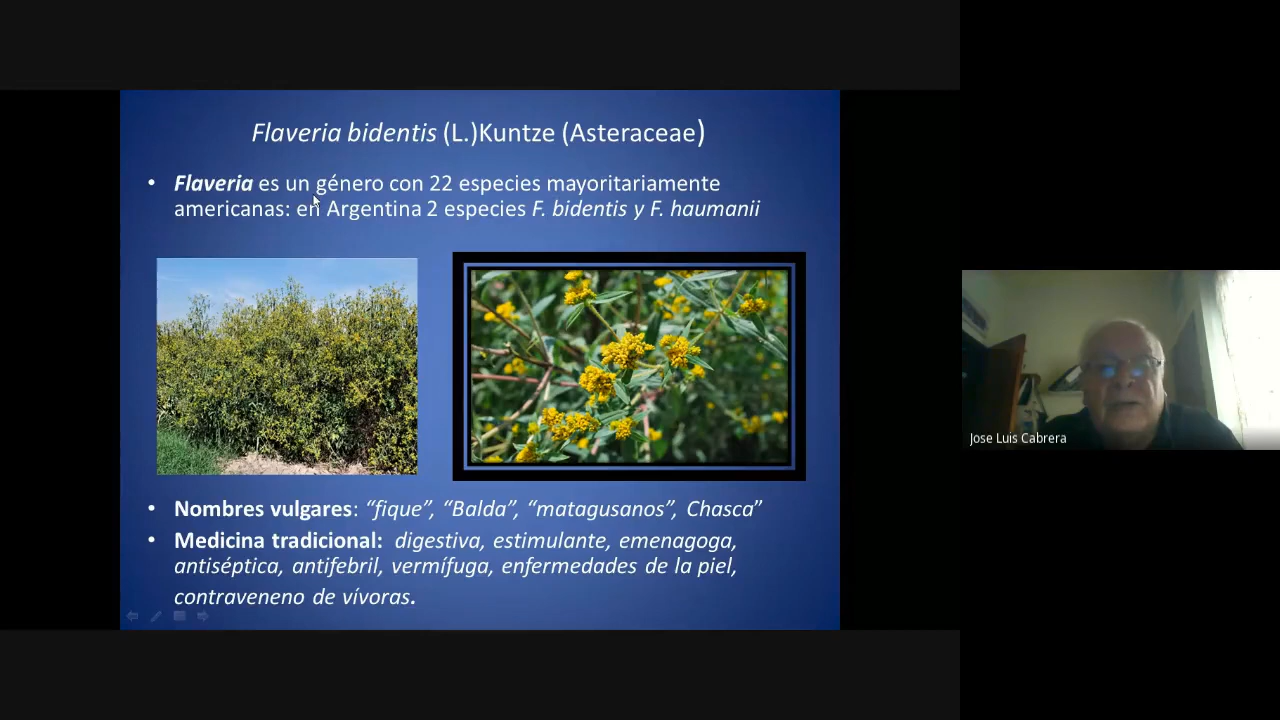 Flaveria bidentis (L.)Kuntze (Asteraceae)
• Flaveria es un género con 22 especies mayoritariamente
americanas: en Argentina 2 especies F. bidentis y F. haumanii
• Nombres vulgares: “fique”, “Balda”, “matagusanos”, Chasca”
• Medicina tradicional: digestiva, estimulante, emenagoga,
antiséptica, antifebril, vermífuga, enfermedades de la piel,
contraveneno de vívoras.
Jose Luis Cabrera